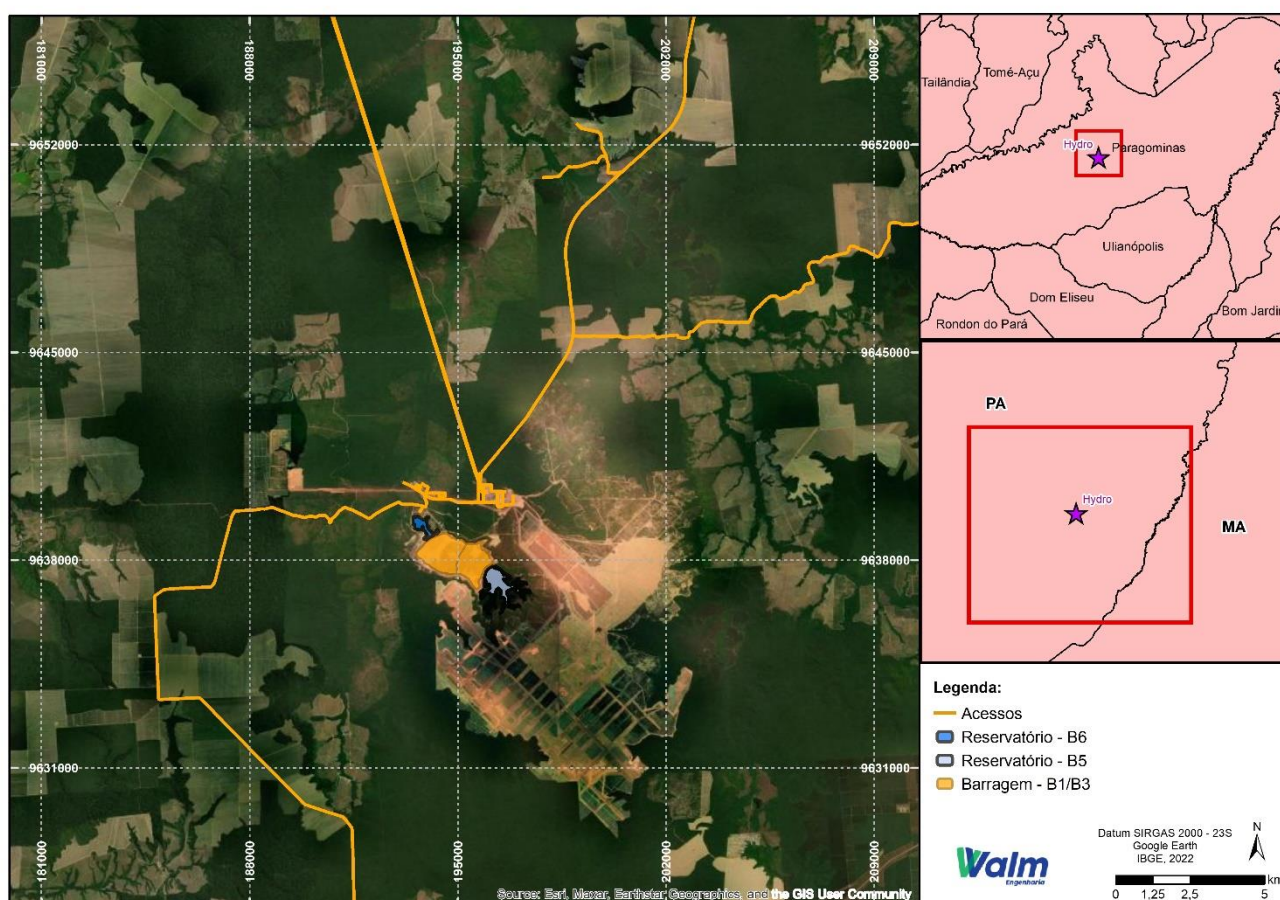 181000
188000
195000
202000
209000
9652000
9652000
9645000
9645000
9638000
9638000
9631000
9631000
181000
188000
195000
202000
209000
Source: Esri, Maxar, Earthstar Geographics, and the GIS User Community
Tailândia
Tomé-Açu
Hydro
Paragominas
Ulianópolis
Dom Eliseu
Rondon do Pará
Bom Jardin
PA
Hydro
MA
Legenda:
Acessos
Reservatório - B6
Reservatório - B5
Barragem - B1/B3
Walm
Engenharia
Datum SIRGAS 2000 - 23S
Google Earth
IBGE, 2022
N
km
0 1,25 2,5 5